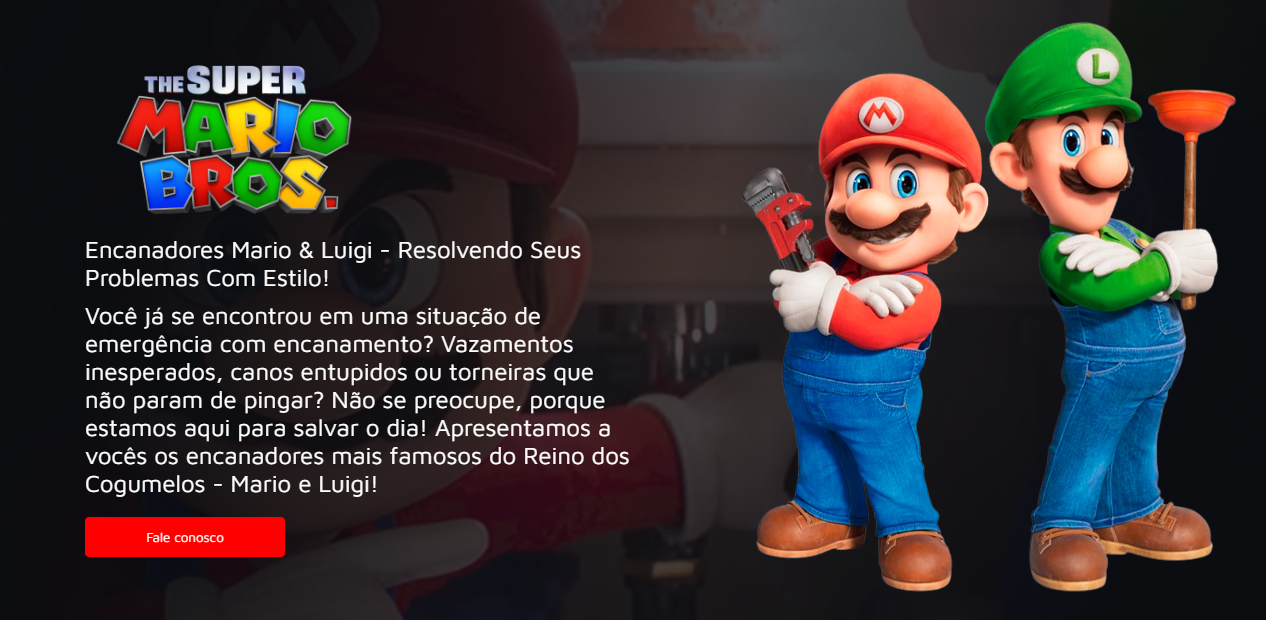 THE SUPER
MARIO
BROS.
M
L
Encanadores Mario & Luigi - Resolvendo Seus
Problemas Com Estilo!
Você já se encontrou em uma situação de
emergência com encanamento? Vazamentos
inesperados, canos entupidos ou torneiras que
não param de pingar? Não se preocupe, porque
estamos aqui para salvar o dia! Apresentamos a
vocês os encanadores mais famosos do Reino dos
Cogumelos - Mario e Luigi!
Fale conosco